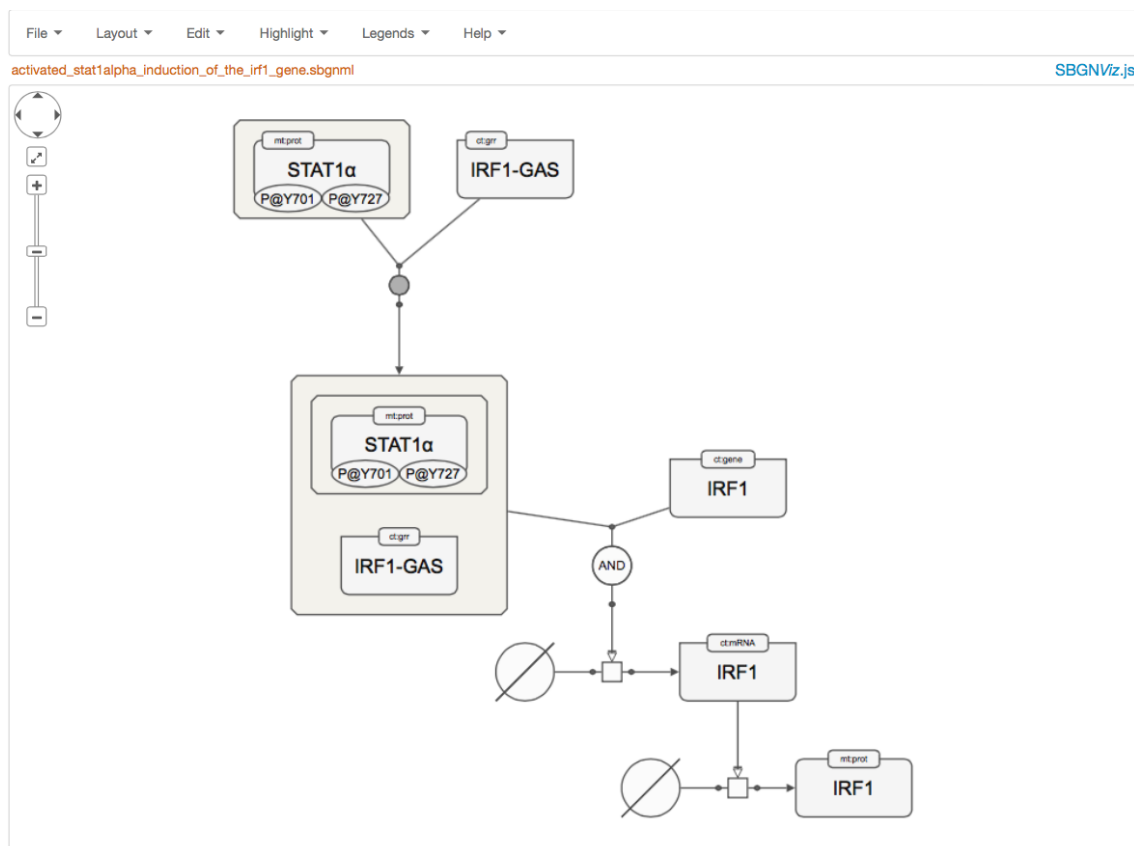 File Layout Edit Highlight Legends Help
activated_stat1alpha_induction_of_the_irf1_gene.sbgnml SBGNViz.js
mt:prot
STAT1α
P@Y701 P@Y727
ct:grr
IRF1-GAS
mt:prot
STAT1α
P@Y701 P@Y727
ct:grr
IRF1-GAS
ct:gene
IRF1
AND
ct:mRNA
IRF1
mt:prot
IRF1